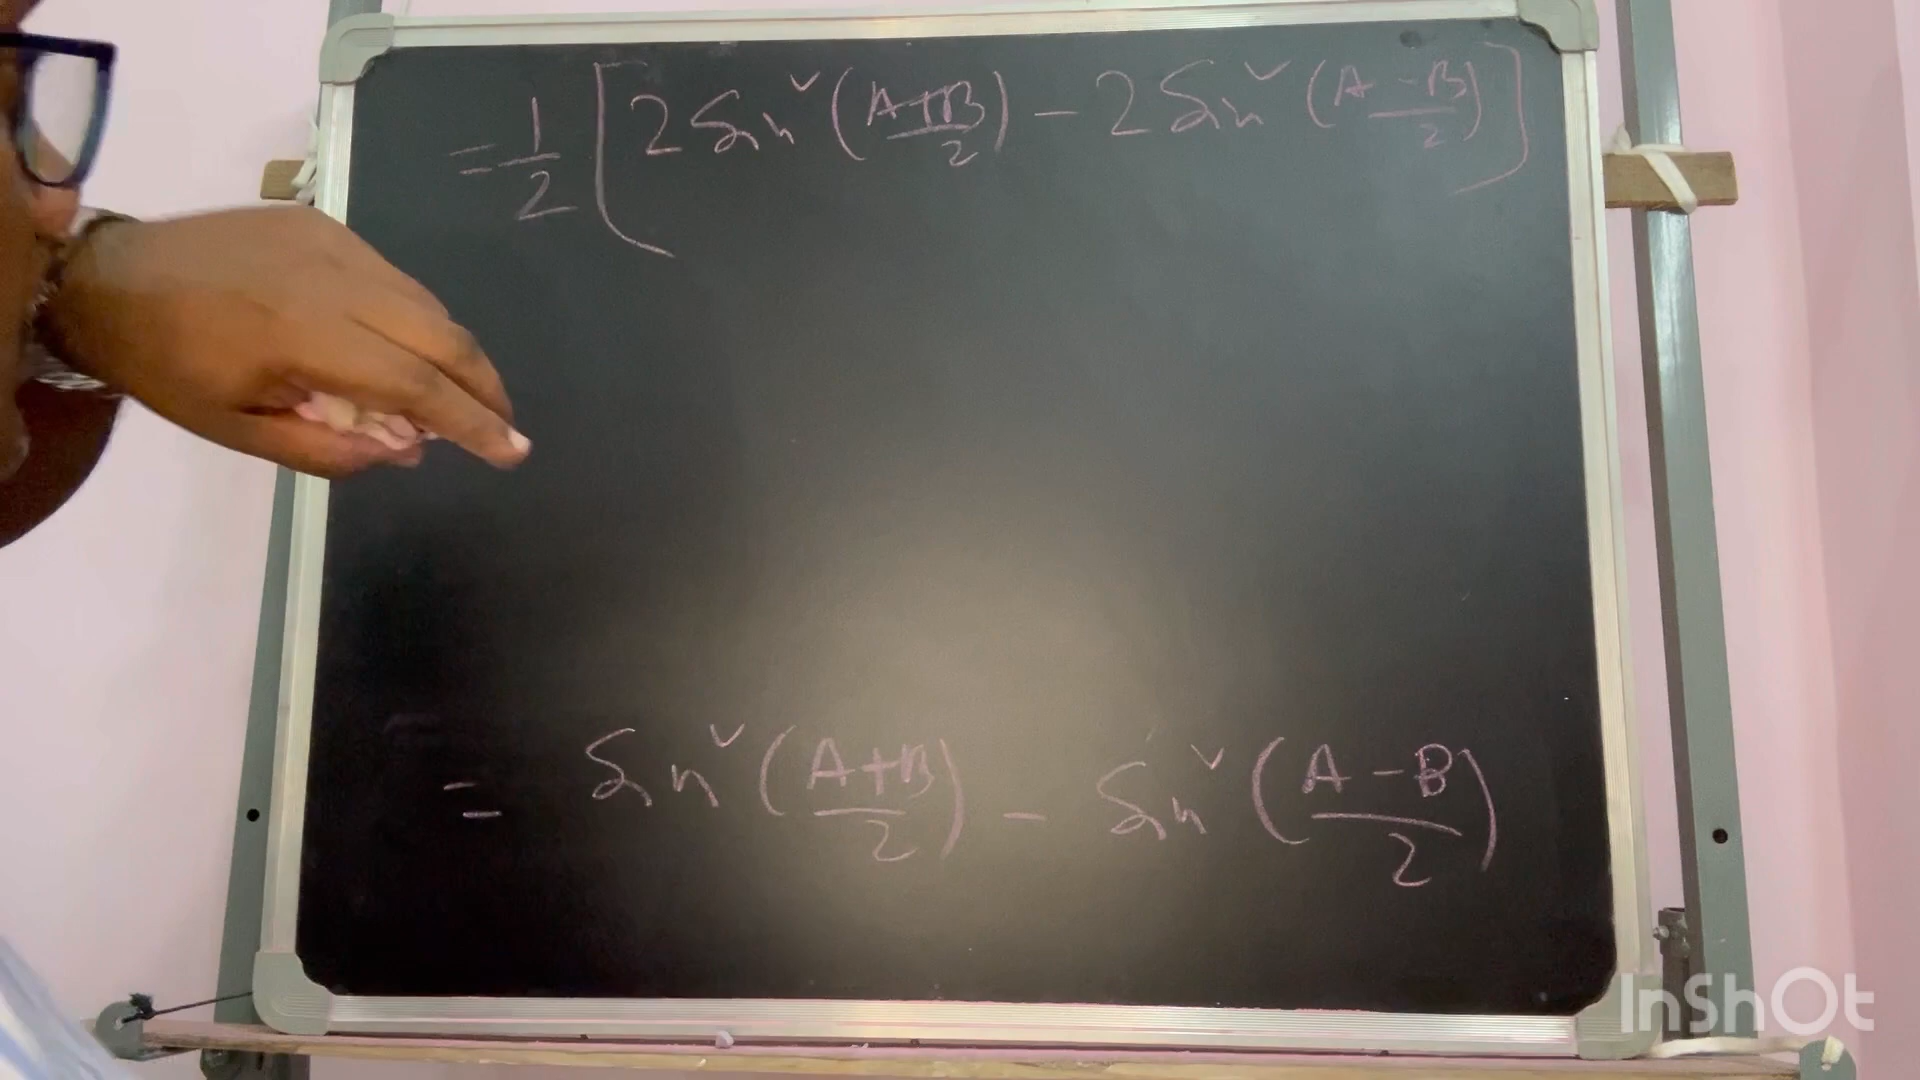 = 1/2 [ 2 Sin² (A+B/2) - 2 Sin² (A-B/2) ]
= Sin² (A+B/2) - Sin² (A-B/2)
InShOt